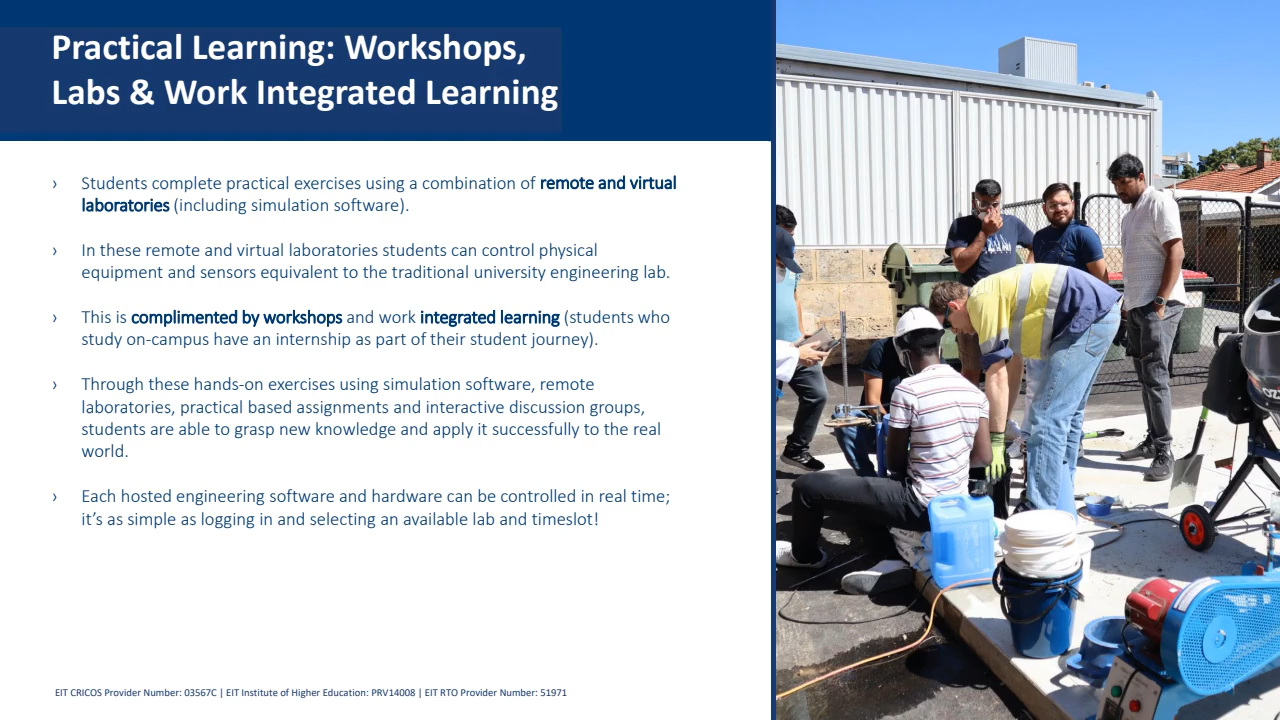 Practical Learning: Workshops,
Labs & Work Integrated Learning
› Students complete practical exercises using a combination of remote and virtual
laboratories (including simulation software).
› In these remote and virtual laboratories students can control physical
equipment and sensors equivalent to the traditional university engineering lab.
› This is complimented by workshops and work integrated learning (students who
study on-campus have an internship as part of their student journey).
› Through these hands-on exercises using simulation software, remote
laboratories, practical based assignments and interactive discussion groups,
students are able to grasp new knowledge and apply it successfully to the real
world.
› Each hosted engineering software and hardware can be controlled in real time;
it’s as simple as logging in and selecting an available lab and timeslot!
EIT CRICOS Provider Number: 03567C | EIT Institute of Higher Education: PRV14008 | EIT RTO Provider Number: 51971